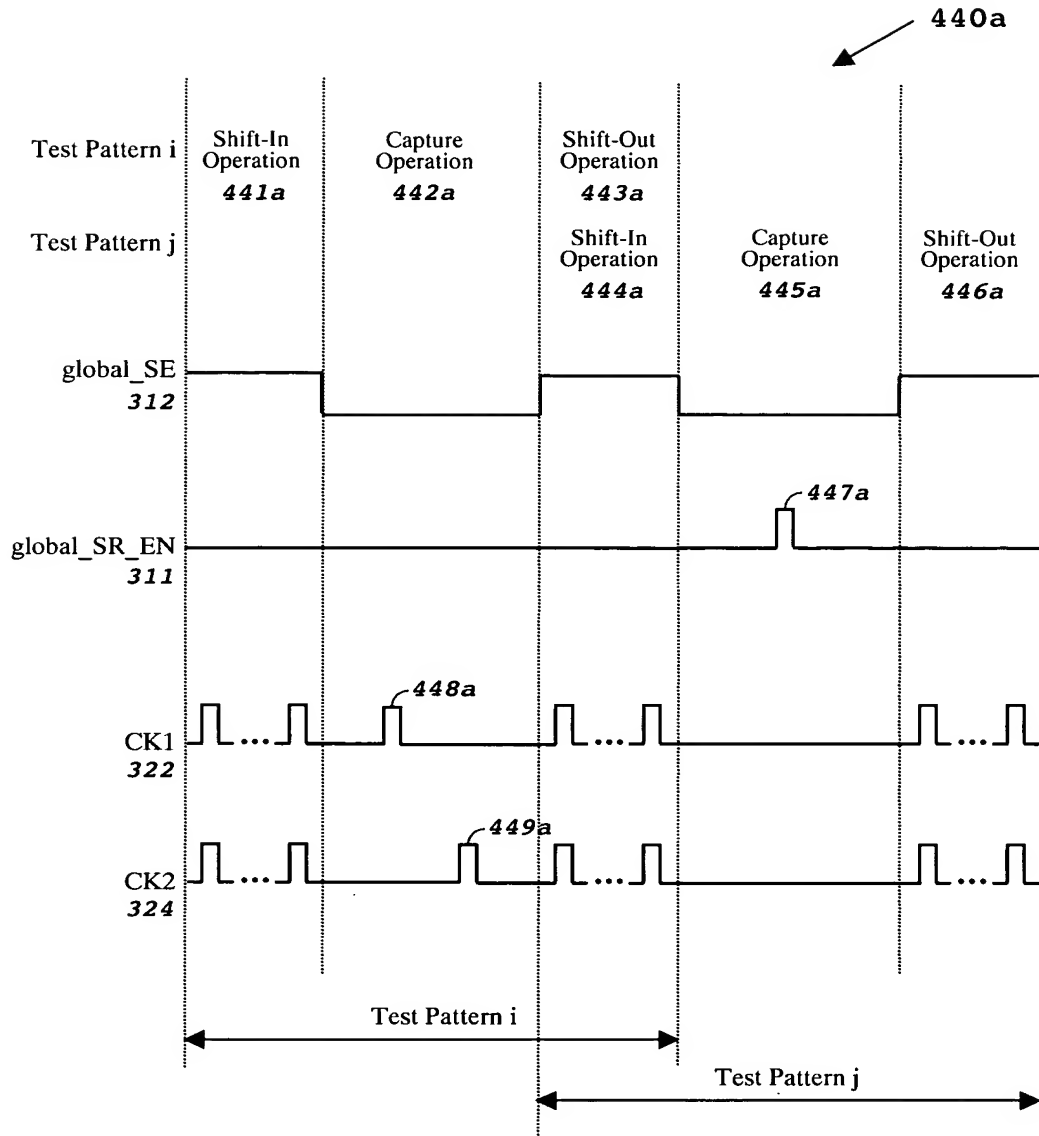 440a
Test Pattern i
Shift-In
Operation
441a
Capture
Operation
442a
Shift-Out
Operation
443a
Test Pattern j
Shift-In
Operation
444a
Capture
Operation
445a
Shift-Out
Operation
446a
global_SE
312
447a
global_SR_EN
311
448a
CK1
322
449a
CK2
324
Test Pattern i
Test Pattern j